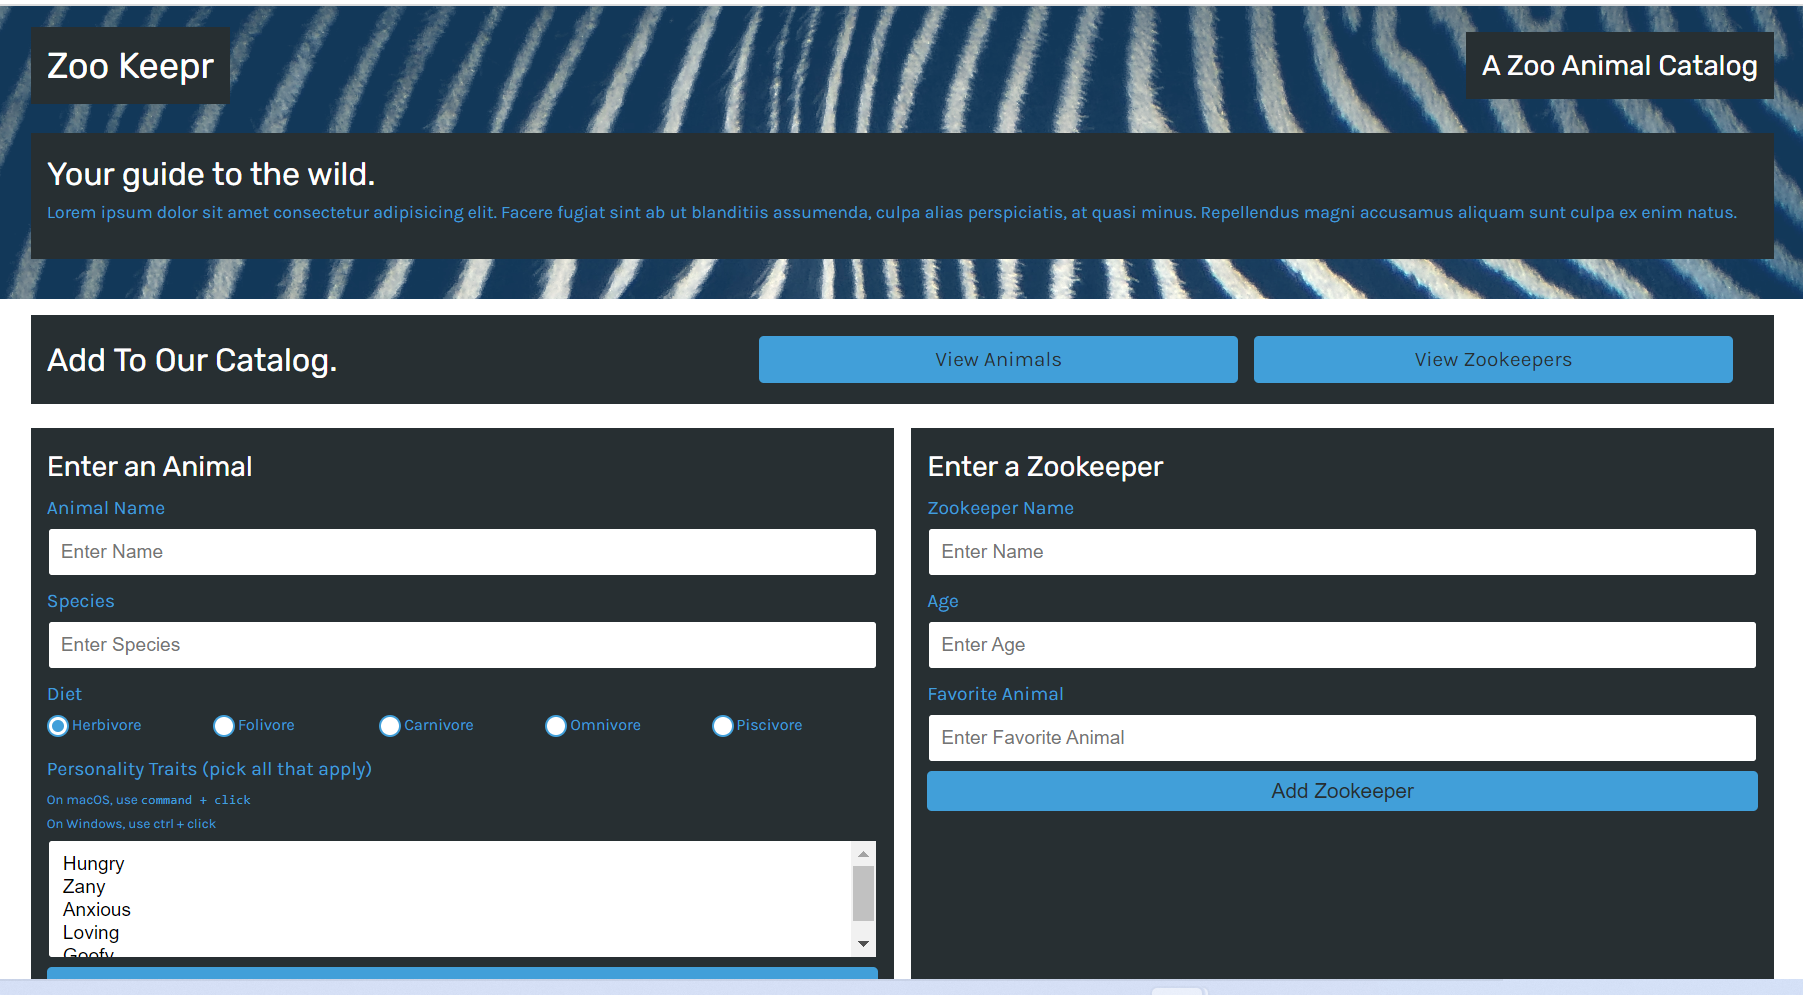 Zoo Keepr
A Zoo Animal Catalog
Your guide to the wild.
Lorem ipsum dolor sit amet consectetur adipisicing elit. Facere fugiat sint ab ut blanditiis assumenda, culpa alias perspiciatis, at quasi minus. Repellendus magni accusamus aliquam sunt culpa ex enim natus.
Add To Our Catalog.
View Animals
View Zookeepers
Enter an Animal
Animal Name
Enter Name
Species
Enter Species
Diet
Herbivore Folivore Carnivore Omnivore Piscivore
Personality Traits (pick all that apply)
On macOS, use command + click
On Windows, use ctrl + click
Hungry
Zany
Anxious
Loving
Goofy
Enter a Zookeeper
Zookeeper Name
Enter Name
Age
Enter Age
Favorite Animal
Enter Favorite Animal
Add Zookeeper